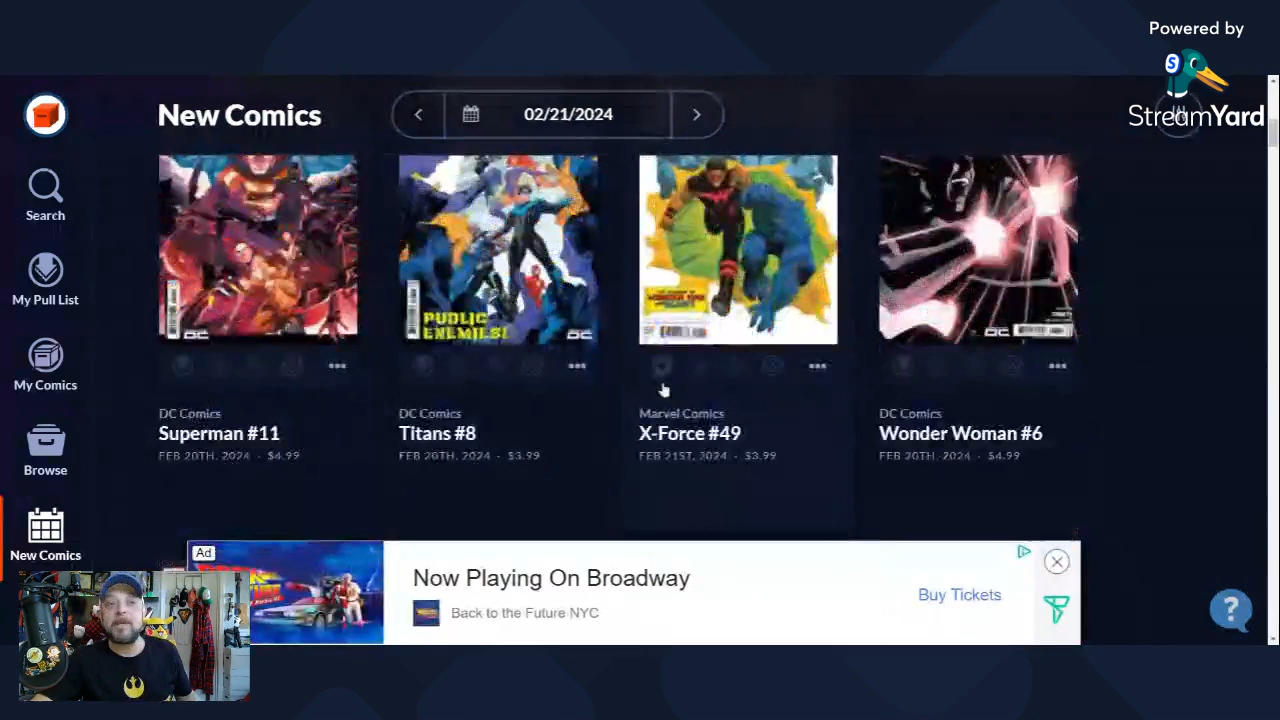 Powered by
StreamYard
New Comics
02/21/2024
Search
My Pull List
My Comics
Browse
New Comics
PUBLIC
ENEMIES!
DC
DC
DC
DC Comics
Superman #11
FEB 20TH, 2024 · $4.99
DC Comics
Titans #8
FEB 20TH, 2024 · $3.99
Marvel Comics
X-Force #49
FEB 21ST, 2024 · $3.99
DC Comics
Wonder Woman #6
FEB 20TH, 2024 · $4.99
Ad
Now Playing On Broadway
Back to the Future NYC
Buy Tickets